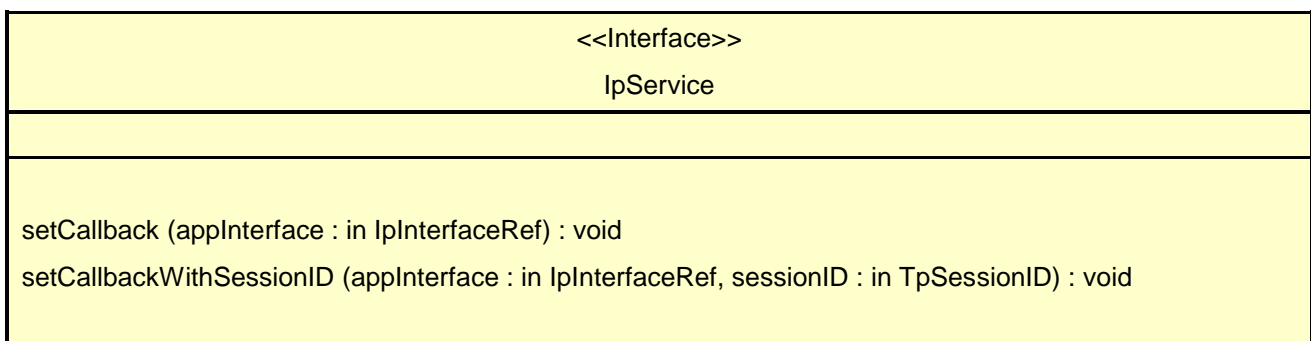 <<Interface>>
IpService
setCallback (appInterface : in IpInterfaceRef) : void
setCallbackWithSessionID (appInterface : in IpInterfaceRef, sessionID : in TpSessionID) : void